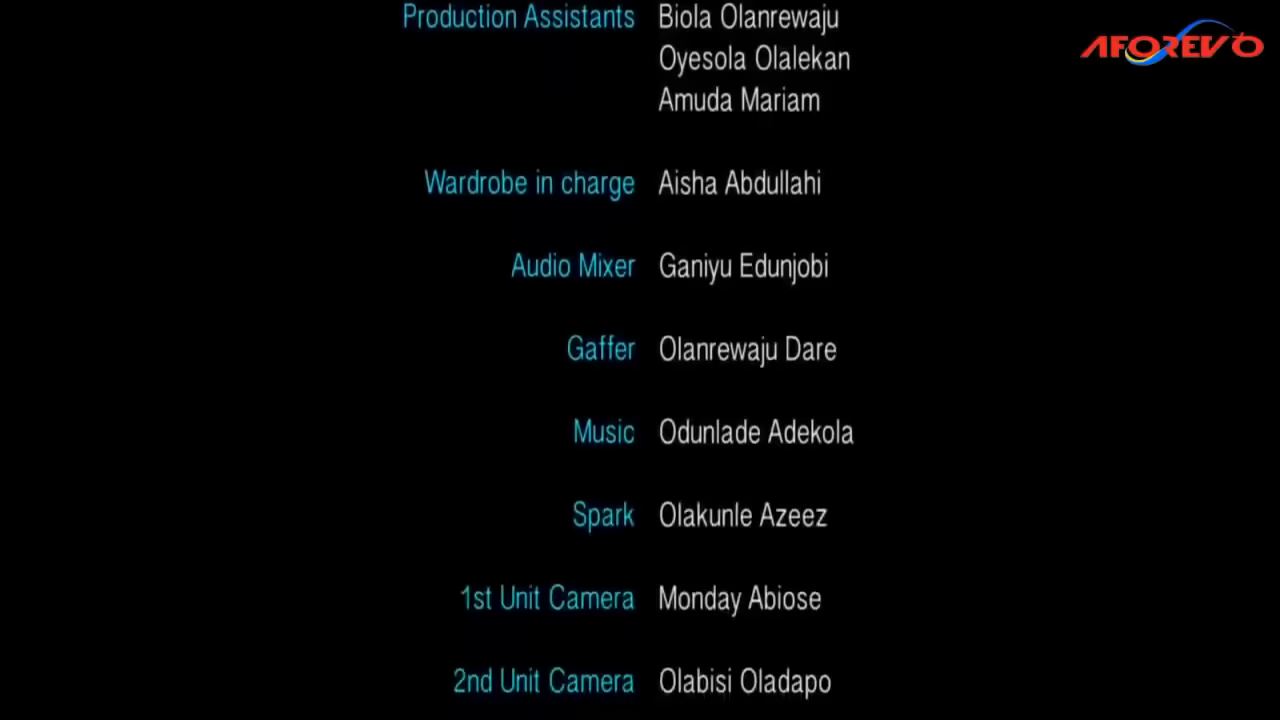 AFOREVO
Production Assistants Biola Olanrewaju
Oyesola Olalekan
Amuda Mariam
Wardrobe in charge Aisha Abdullahi
Audio Mixer Ganiyu Edunjobi
Gaffer Olanrewaju Dare
Music Odunlade Adekola
Spark Olakunle Azeez
1st Unit Camera Monday Abiose
2nd Unit Camera Olabisi Oladapo